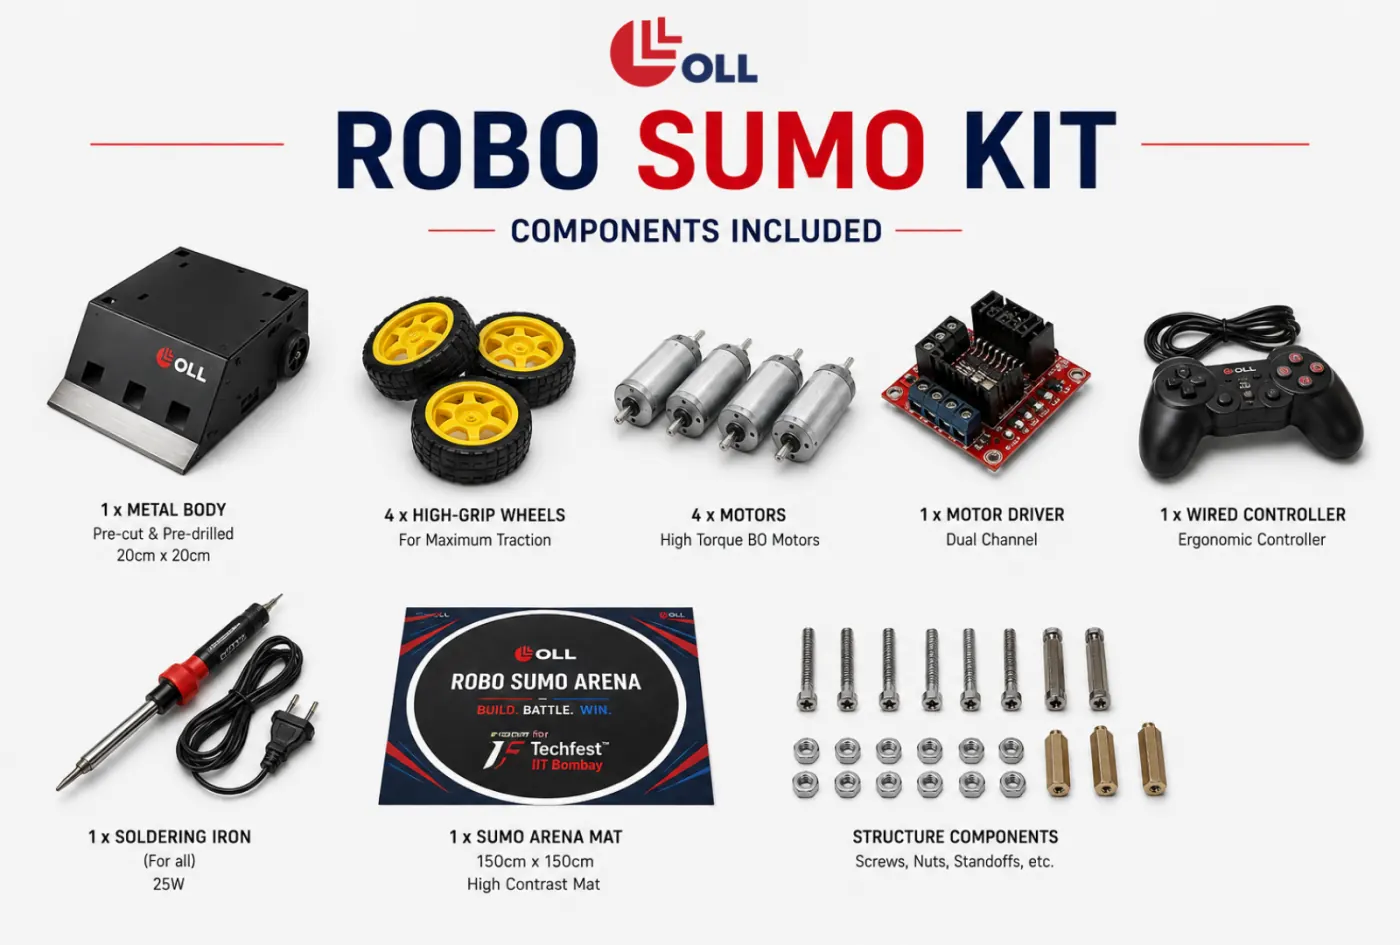 OLL
ROBO SUMO KIT
COMPONENTS INCLUDED
OLL
1 x METAL BODY
Pre-cut & Pre-drilled
20cm x 20cm
4 x HIGH-GRIP WHEELS
For Maximum Traction
4 x MOTORS
High Torque BO Motors
1 x MOTOR DRIVER
Dual Channel
OLL
1 x WIRED CONTROLLER
Ergonomic Controller
1 x SOLDERING IRON
(For all)
25W
OLL
OLL
ROBO SUMO ARENA
BUILD. BATTLE. WIN.
Techfest™
IIT Bombay
1 x SUMO ARENA MAT
150cm x 150cm
High Contrast Mat
STRUCTURE COMPONENTS
Screws, Nuts, Standoffs, etc.